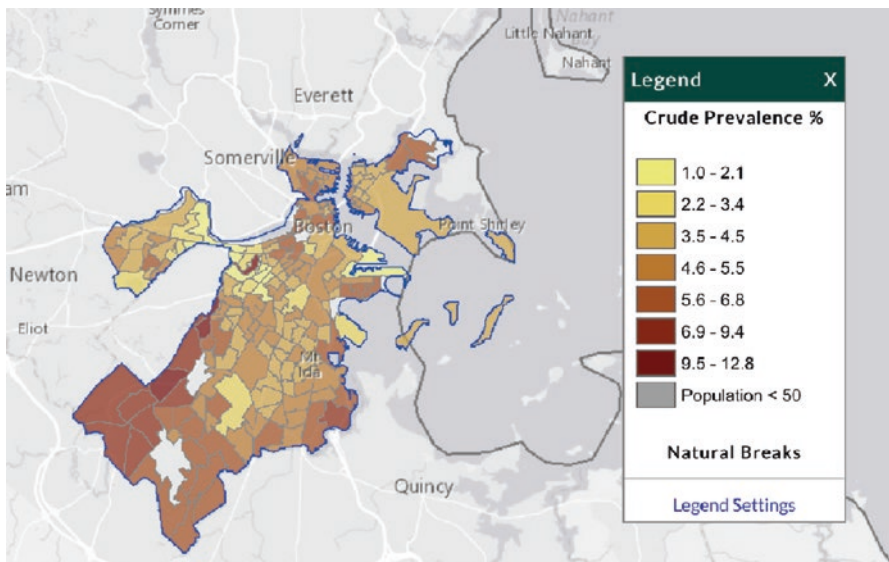 Symmes
Corner
Nahant
Bay
Little Nahant
Nahant
Everett
Somerville
am
Boston
Point Shirley
Newton
Eliot
Mt.
Ida
Quincy
Legend X
Crude Prevalence %
1.0 - 2.1
2.2 - 3.4
3.5 - 4.5
4.6 - 5.5
5.6 - 6.8
6.9 - 9.4
9.5 - 12.8
Population < 50
Natural Breaks
Legend Settings